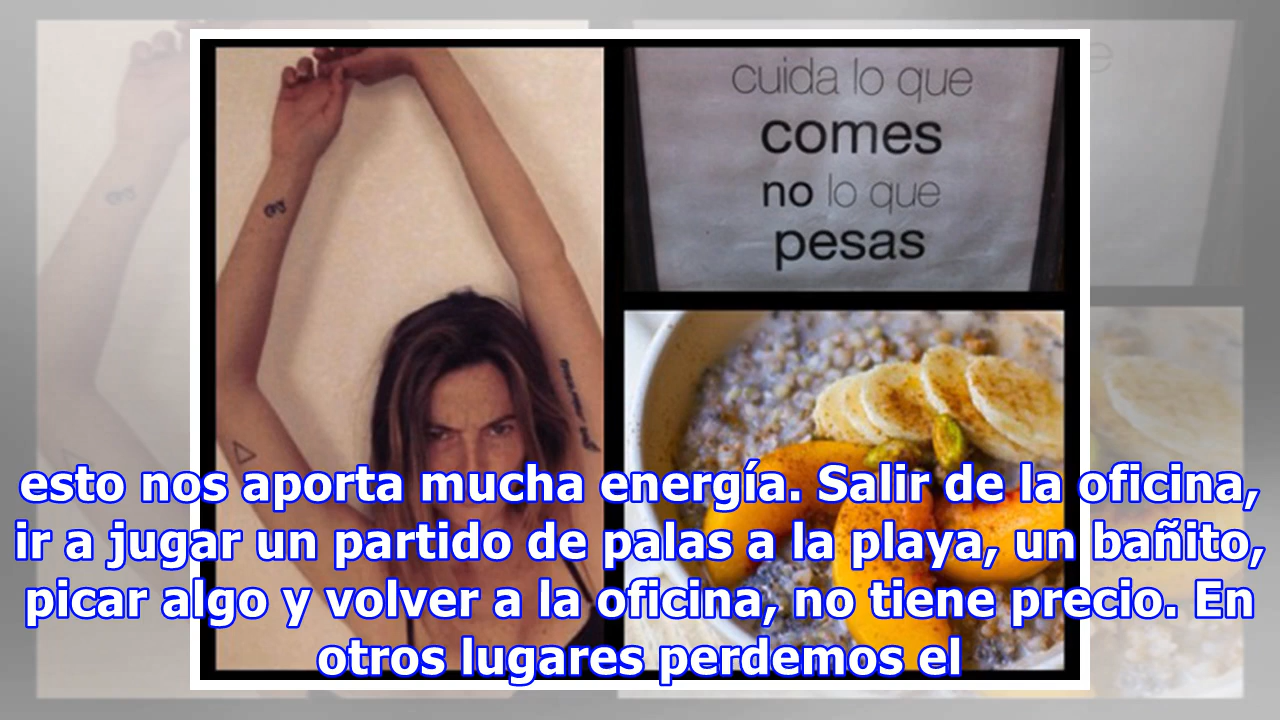 cuida lo que
comes
no lo que
pesas
esto nos aporta mucha energía. Salir de la oficina,
ir a jugar un partido de palas a la playa, un bañito,
picar algo y volver a la oficina, no tiene precio. En
otros lugares perdemos el